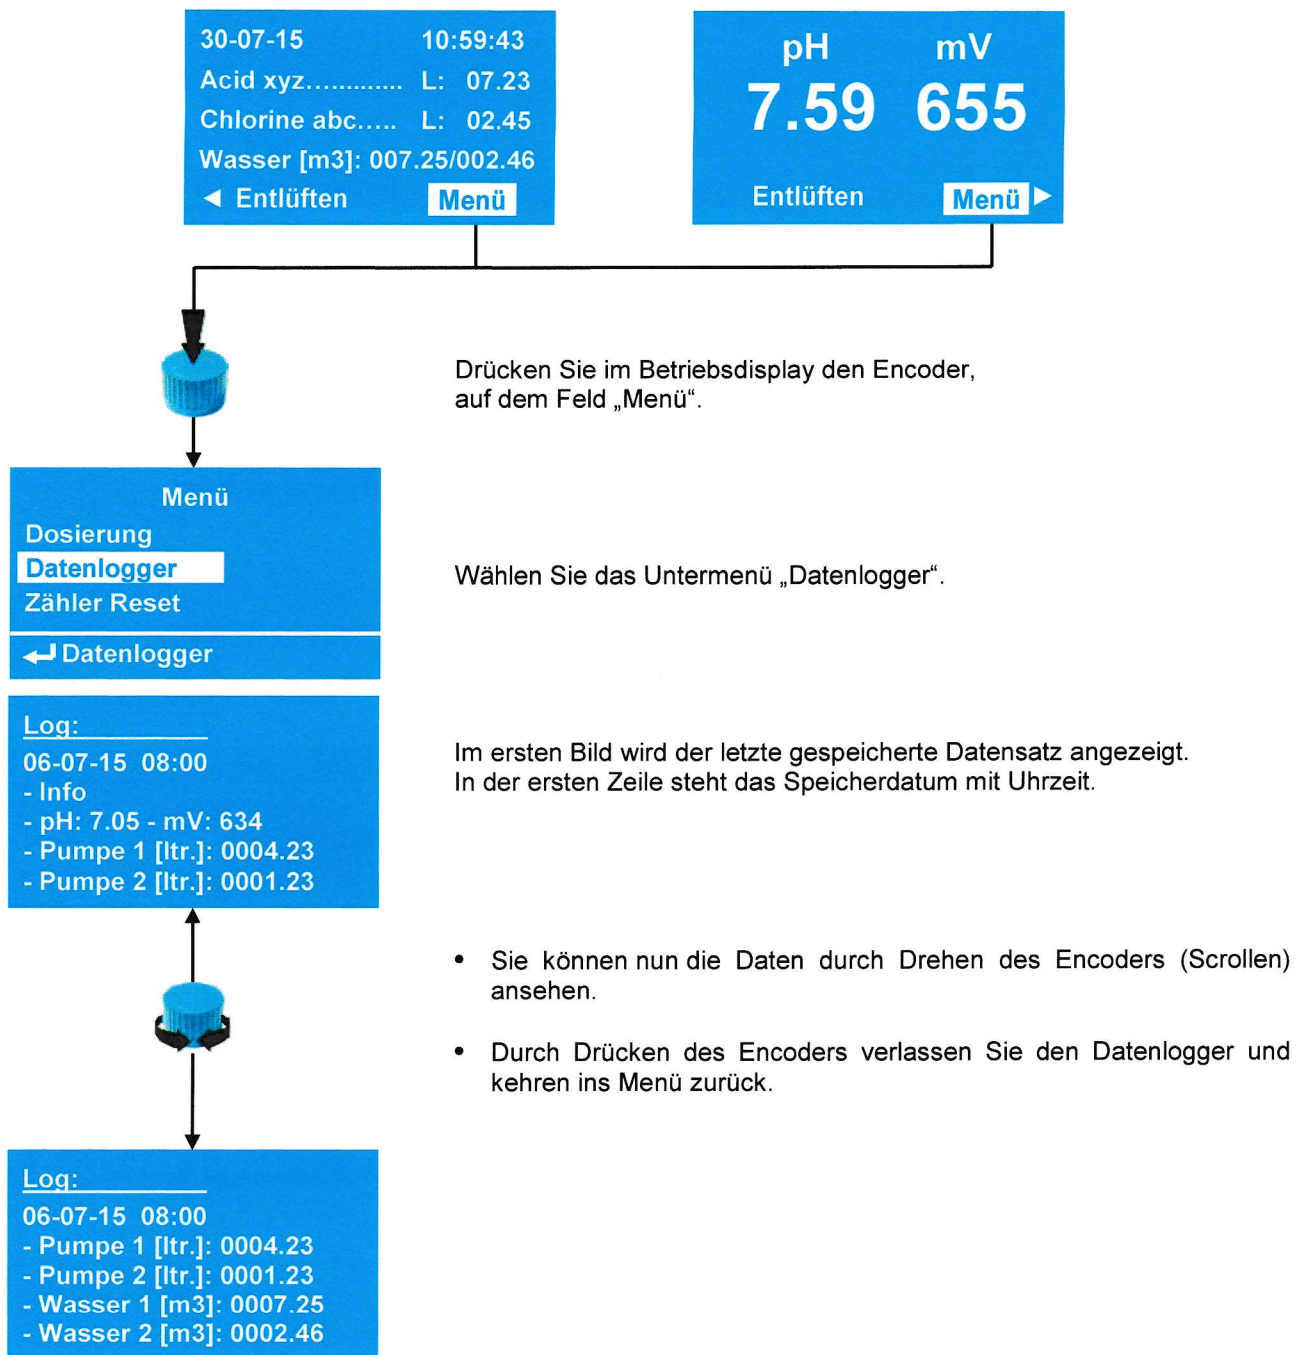 30-07-15 10:59:43
Acid xyz.............. L: 07.23
Chlorine abc..... L: 02.45
Wasser [m3]: 007.25/002.46
◄ Entlüften Menü
pH mV
7.59 655
Entlüften Menü ►
Drücken Sie im Betriebsdisplay den Encoder,
auf dem Feld „Menü“.
Menü
Dosierung
Datenlogger
Zähler Reset
Datenlogger
Wählen Sie das Untermenü „Datenlogger“.
Log:
06-07-15 08:00
- Info
- pH: 7.05 - mV: 634
- Pumpe 1 [ltr.]: 0004.23
- Pumpe 2 [ltr.]: 0001.23
Im ersten Bild wird der letzte gespeicherte Datensatz angezeigt.
In der ersten Zeile steht das Speicherdatum mit Uhrzeit.
• Sie können nun die Daten durch Drehen des Encoders (Scrollen)
ansehen.
• Durch Drücken des Encoders verlassen Sie den Datenlogger und
kehren ins Menü zurück.
Log:
06-07-15 08:00
- Pumpe 1 [ltr.]: 0004.23
- Pumpe 2 [ltr.]: 0001.23
- Wasser 1 [m3]: 0007.25
- Wasser 2 [m3]: 0002.46